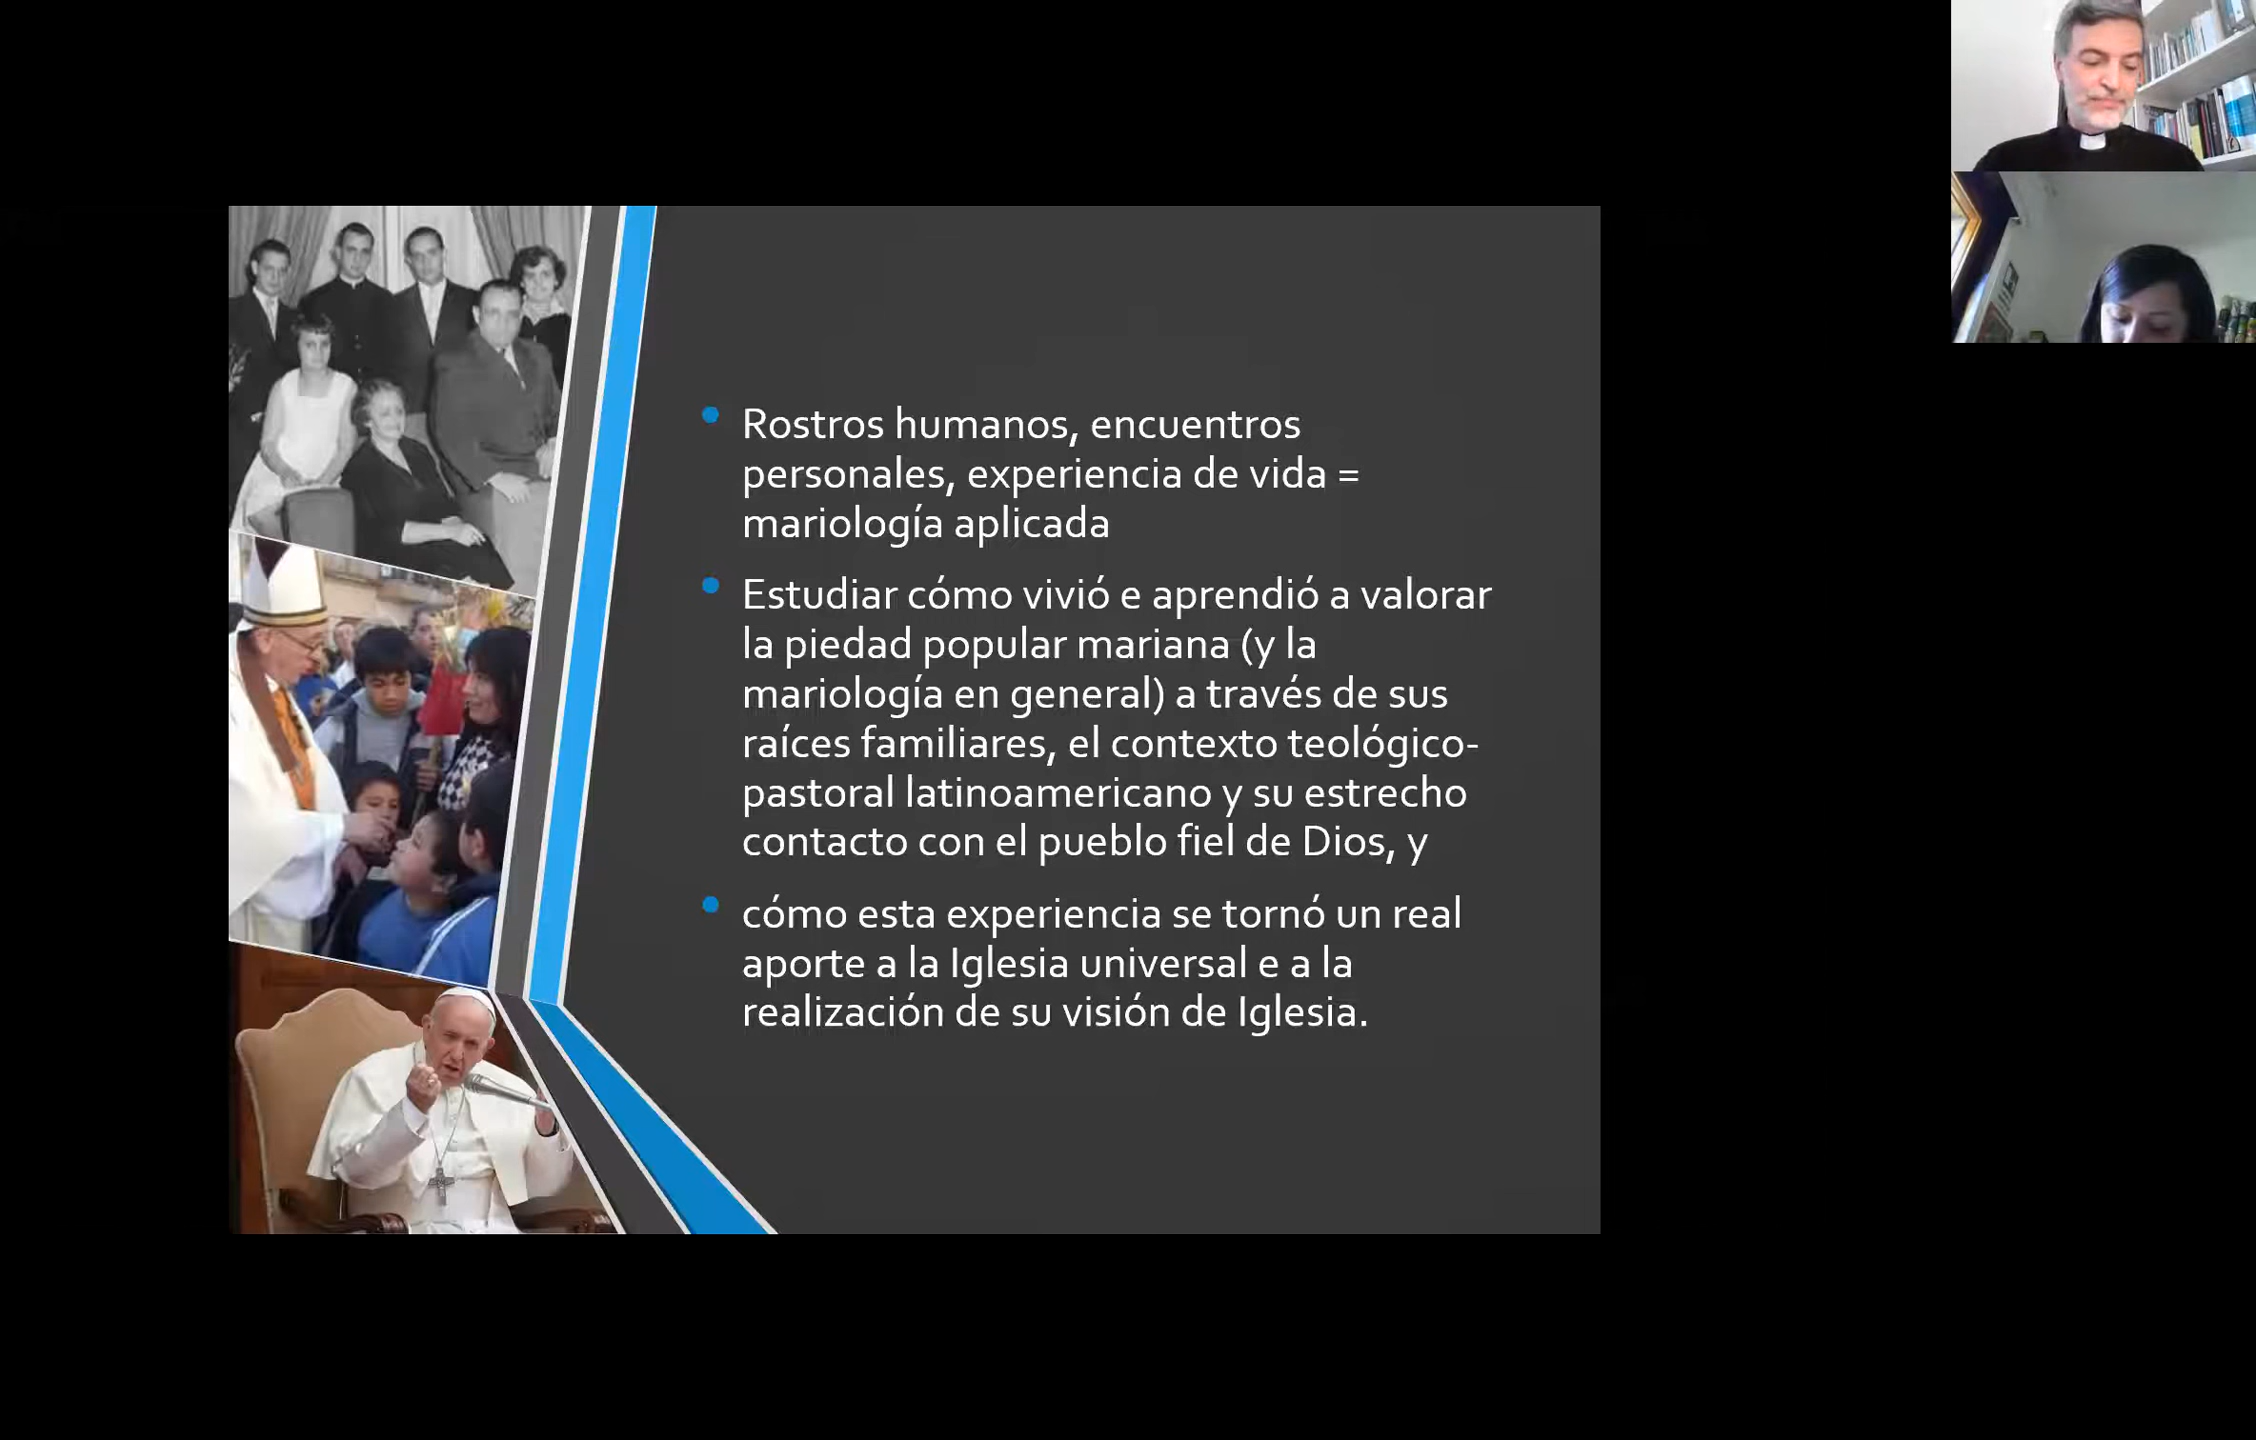 Rostros humanos, encuentros
personales, experiencia de vida =
mariología aplicada
Estudiar cómo vivió e aprendió a valorar
la piedad popular mariana (y la
mariología en general) a través de sus
raíces familiares, el contexto teológico-
pastoral latinoamericano y su estrecho
contacto con el pueblo fiel de Dios, y
cómo esta experiencia se tornó un real
aporte a la Iglesia universal e a la
realización de su visión de Iglesia.